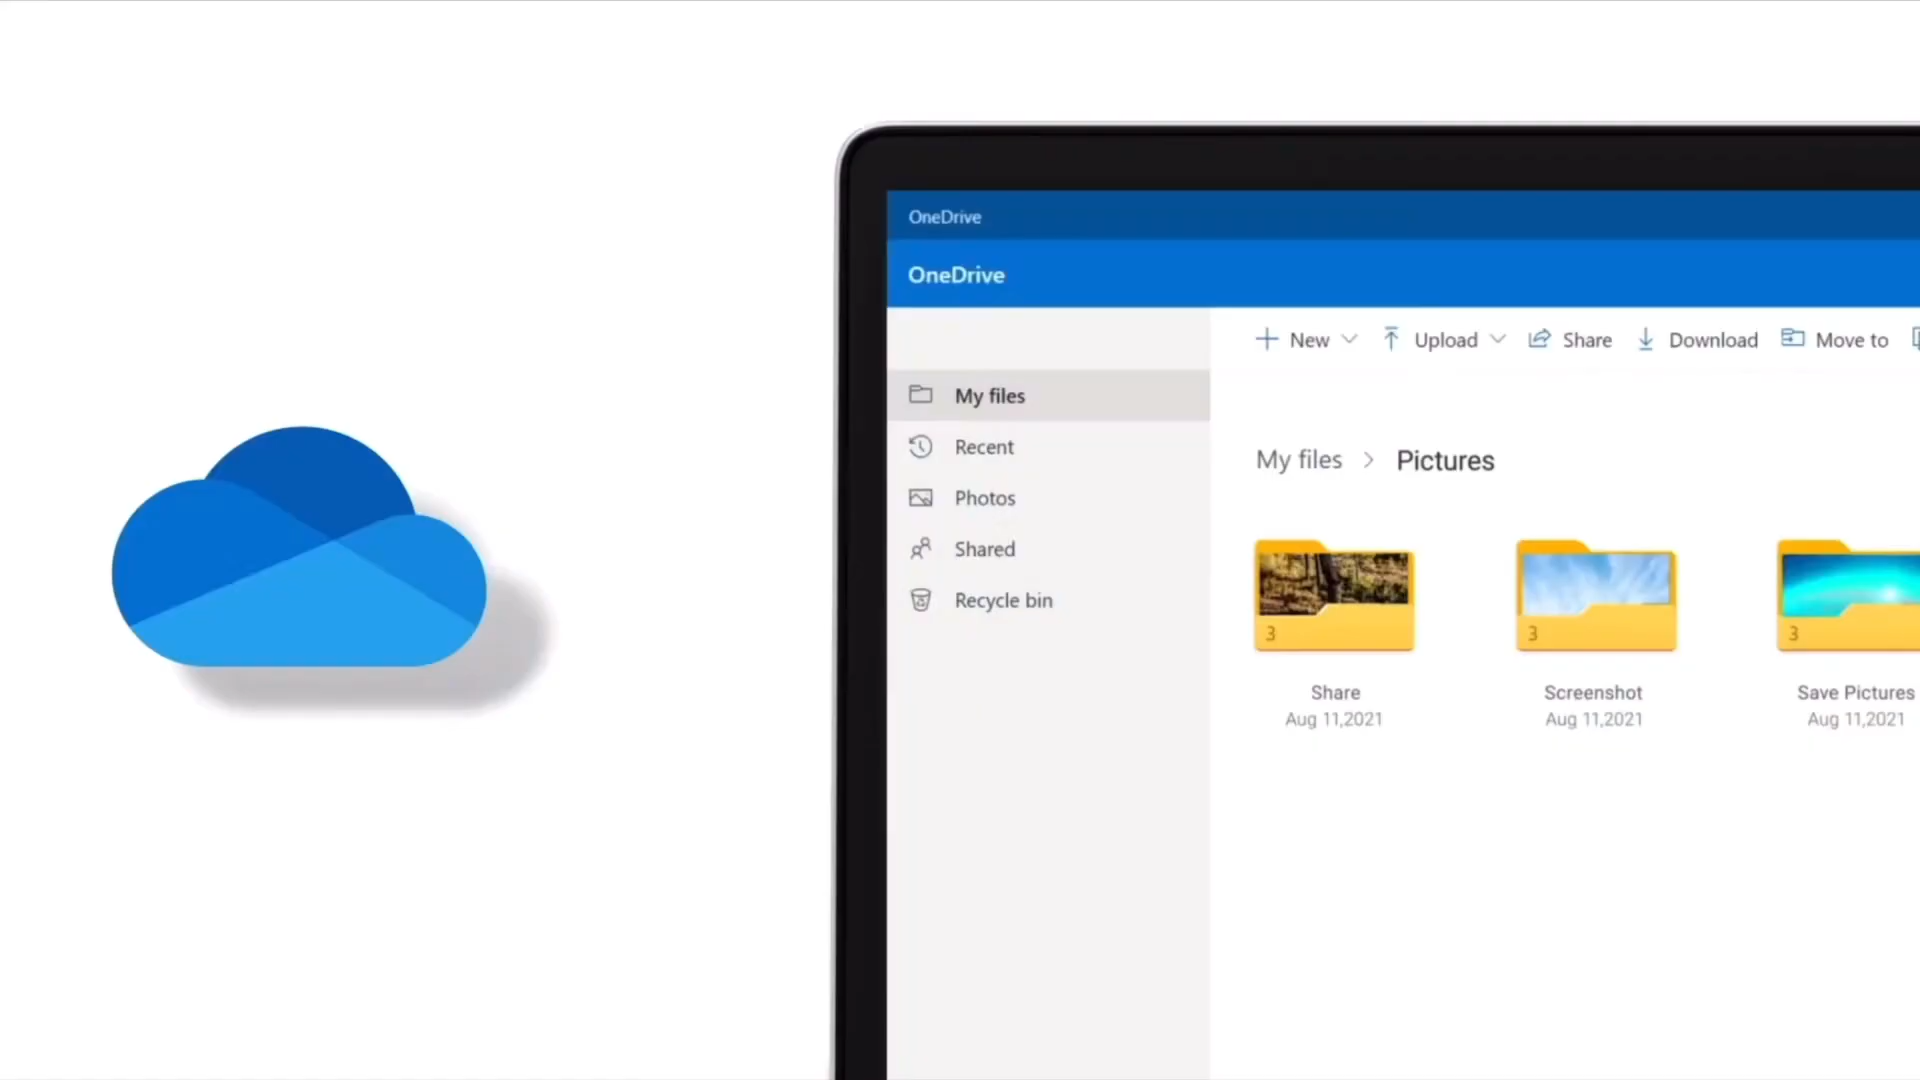 OneDrive
OneDrive
New
Upload
Share
Download
Move to
My files
Recent
Photos
Shared
Recycle bin
My files > Pictures
3
3
3
Share
Screenshot
Save Pictures
Aug 11,2021
Aug 11,2021
Aug 11,2021